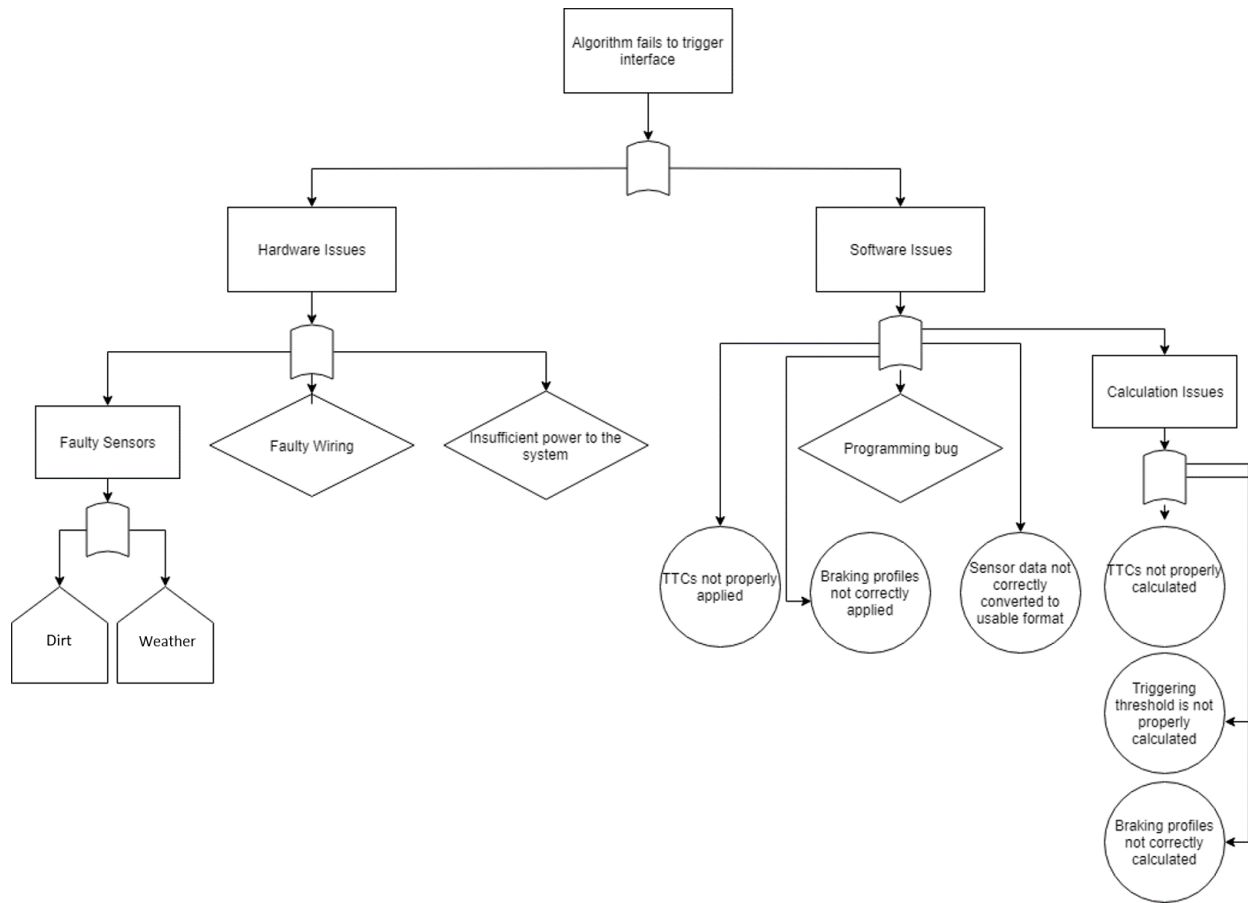 Algorithm fails to trigger
interface
Hardware Issues
Software Issues
Faulty Sensors
Faulty Wiring
Insufficient power to the
system
Programming bug
Calculation Issues
Dirt
Weather
TTCs not properly
applied
Braking profiles
not correctly
applied
Sensor data not
correctly
converted to
usable format
TTCs not properly
calculated
Triggering
threshold is not
properly
calculated
Braking profiles
not correctly
calculated